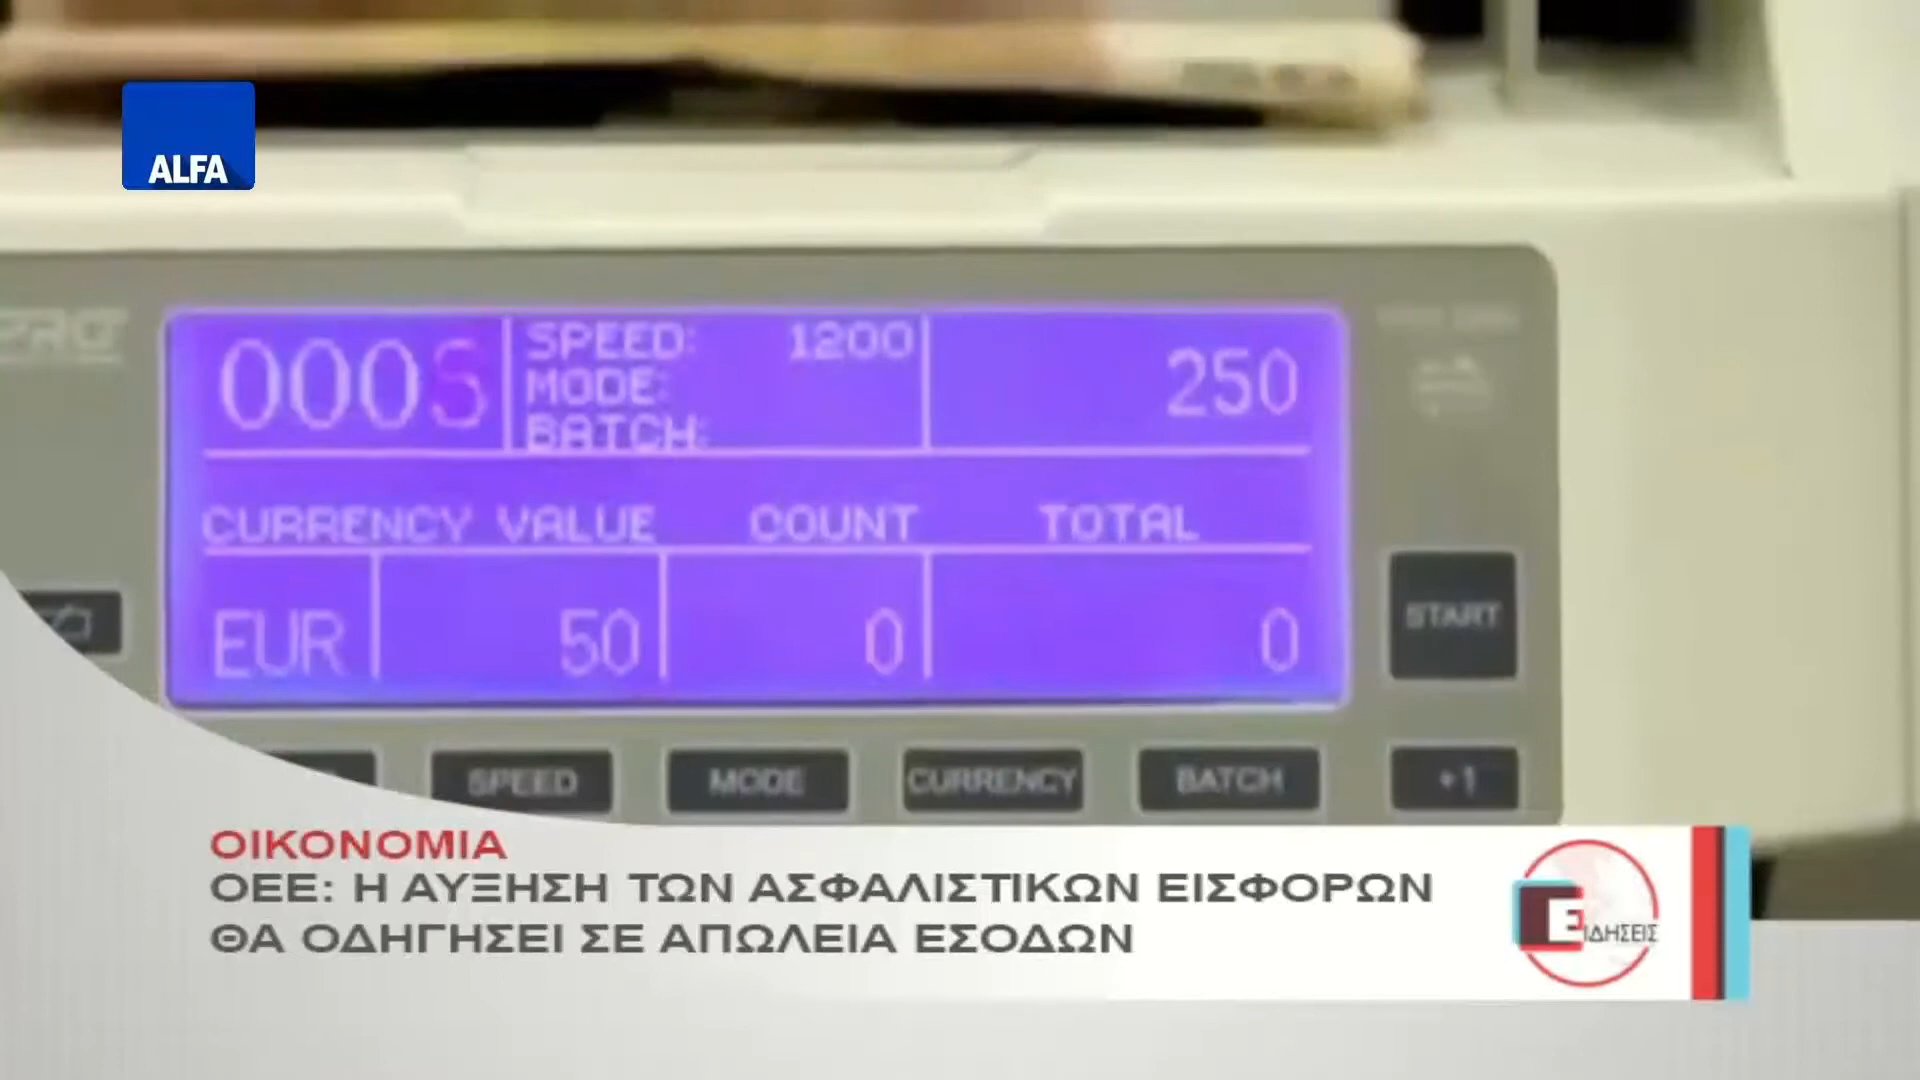 ALFA
000S
SPEED: 1200
MODE:
BATCH:
250
CURRENCY VALUE COUNT TOTAL
EUR 50 0 0
START
SPEED MODE CURRENCY BATCH +1
ΟΙΚΟΝΟΜΙΑ
ΟΕΕ: Η ΑΥΞΗΣΗ ΤΩΝ ΑΣΦΑΛΙΣΤΙΚΩΝ ΕΙΣΦΟΡΩΝ
ΘΑ ΟΔΗΓΗΣΕΙ ΣΕ ΑΠΩΛΕΙΑ ΕΣΟΔΩΝ
ΕΙΔΗΣΕΙΣ